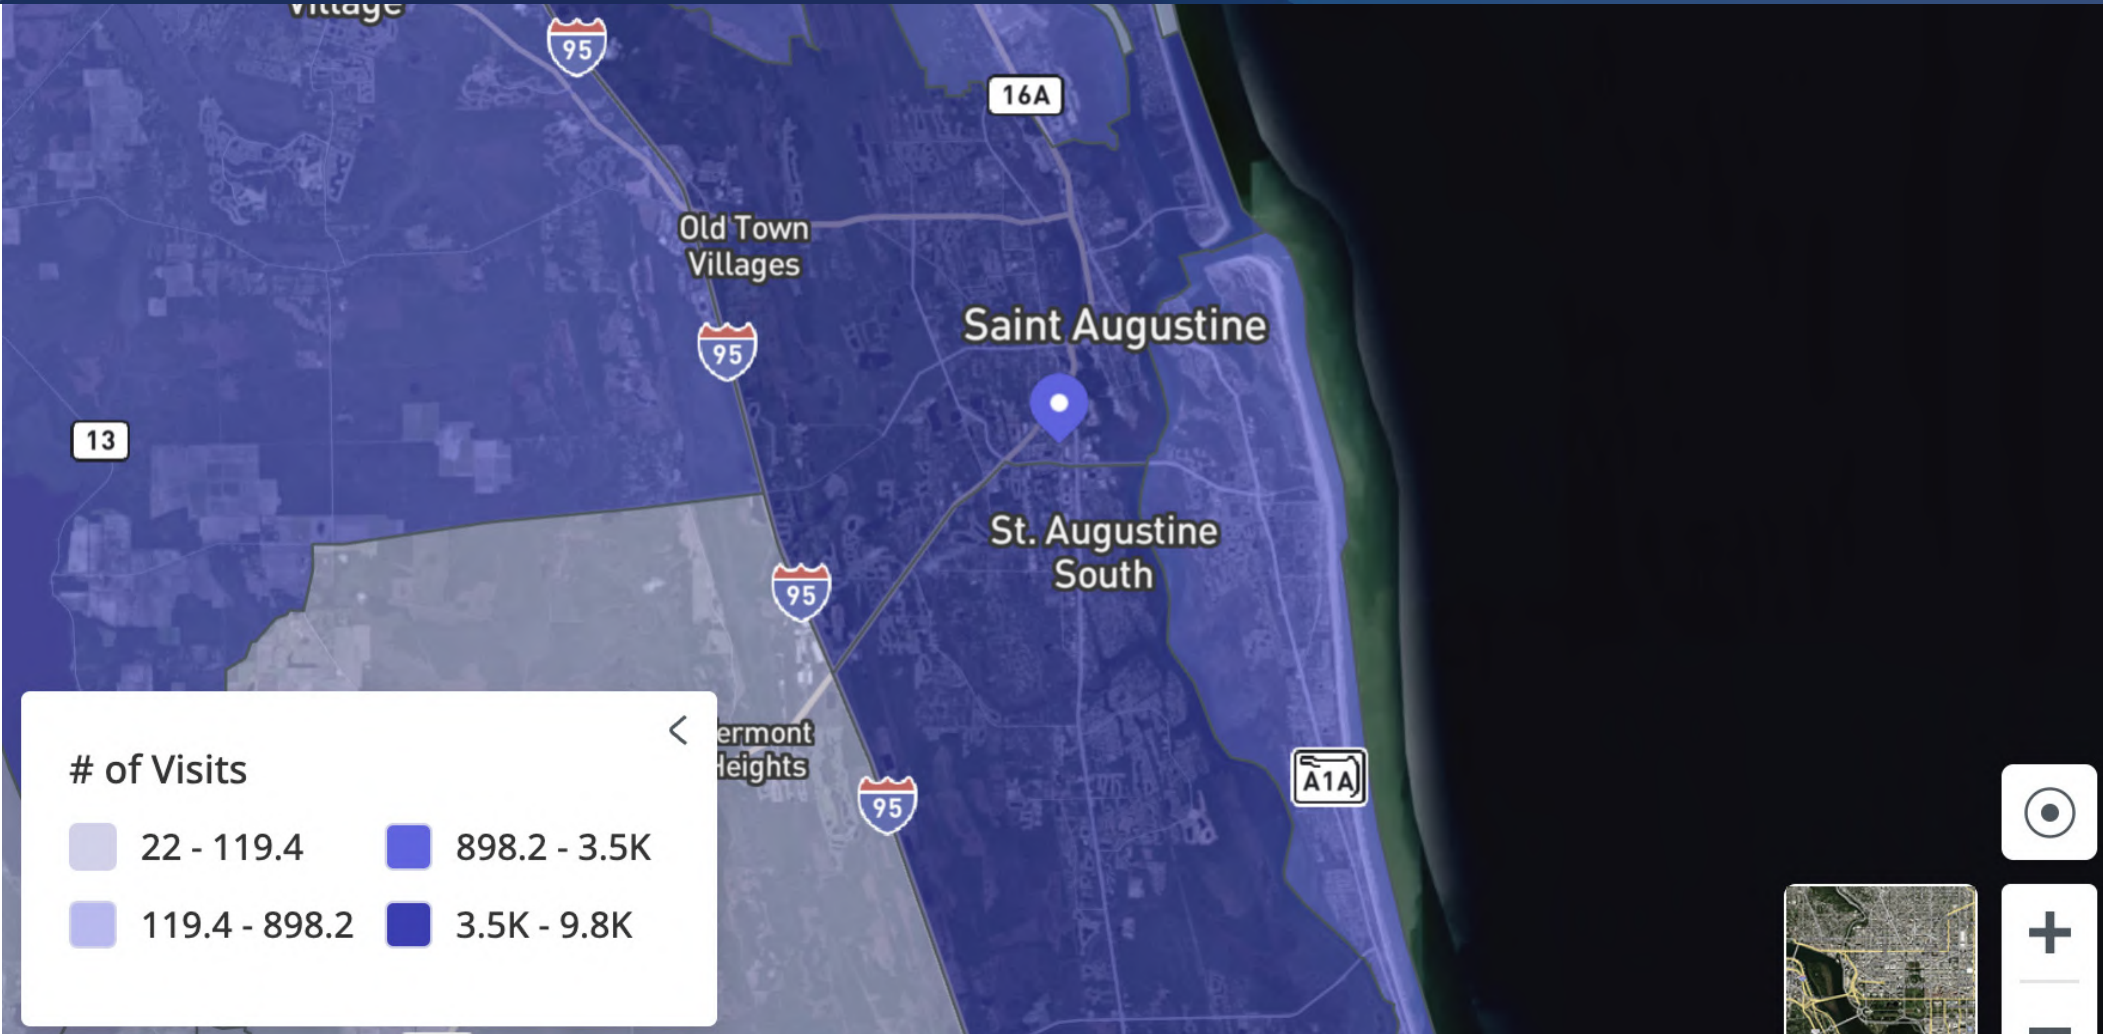 Village
95
16A
Old Town
Villages
Saint Augustine
95
13
St. Augustine
South
95
ermont
Heights
A1A
95
# of Visits
22 - 119.4
898.2 - 3.5K
119.4 - 898.2
3.5K - 9.8K